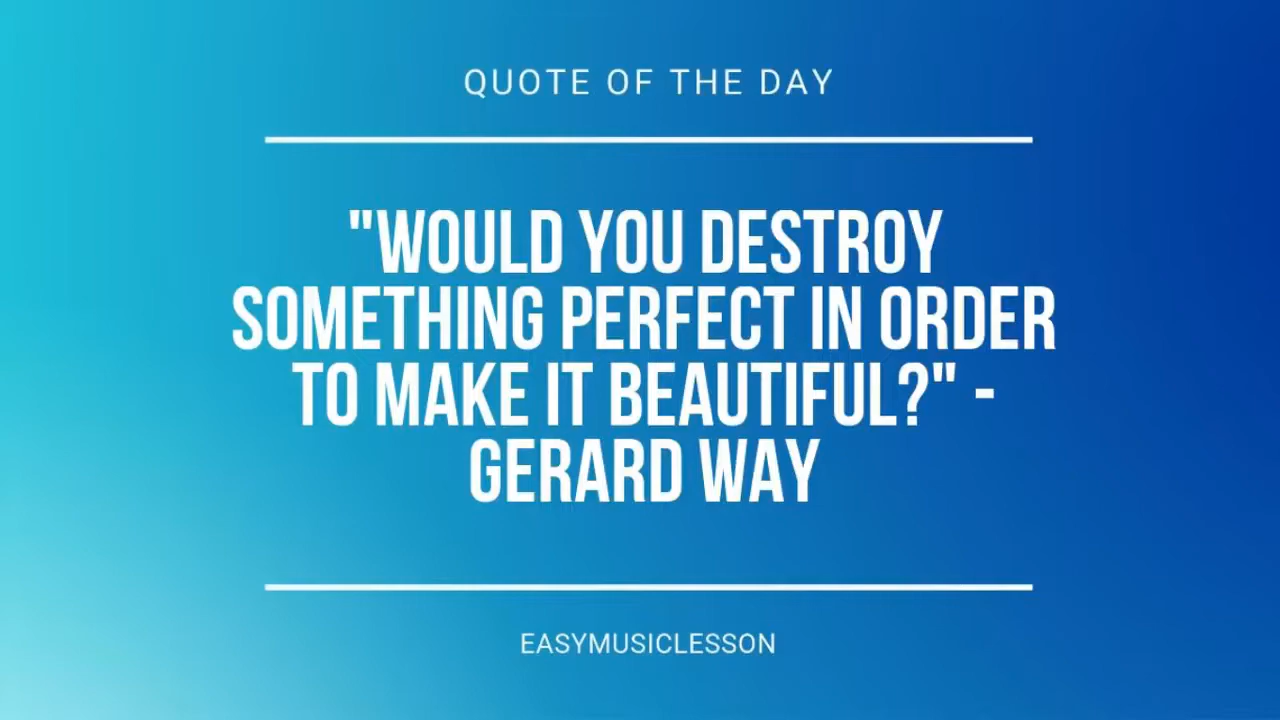 QUOTE OF THE DAY
"WOULD YOU DESTROY
SOMETHING PERFECT IN ORDER
TO MAKE IT BEAUTIFUL?" -
GERARD WAY
EASYMUSICLESSON